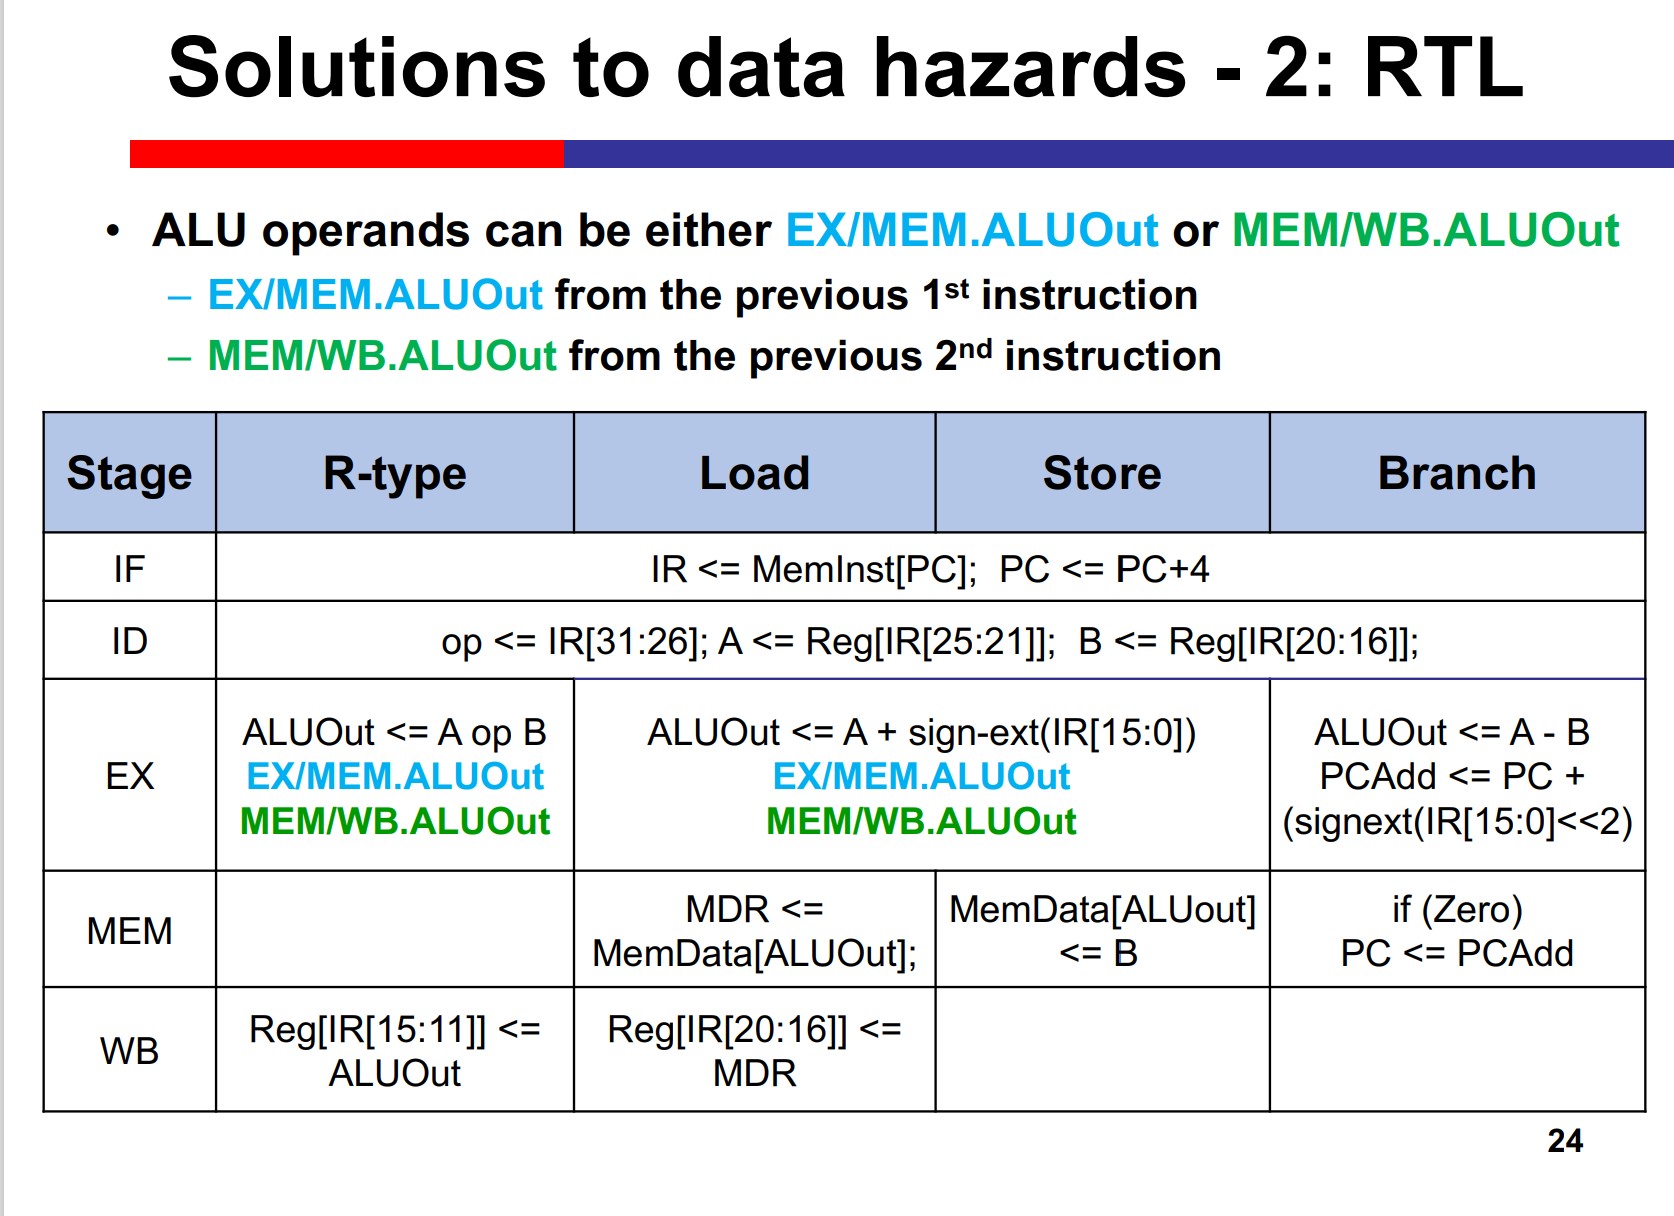 Solutions to data hazards - 2: RTL
• ALU operands can be either EX/MEM.ALUOut or MEM/WB.ALUOut
– EX/MEM.ALUOut from the previous 1st instruction
– MEM/WB.ALUOut from the previous 2nd instruction
Stage R-type Load Store Branch
IF IR <= MemInst[PC]; PC <= PC+4
ID op <= IR[31:26]; A <= Reg[IR[25:21]]; B <= Reg[IR[20:16]];
EX
ALUOut <= A op B
EX/MEM.ALUOut
MEM/WB.ALUOut
ALUOut <= A + sign-ext(IR[15:0])
EX/MEM.ALUOut
MEM/WB.ALUOut
ALUOut <= A - B
PCAdd <= PC +
(signext(IR[15:0]<<2)
MEM
MDR <=
MemData[ALUOut];
MemData[ALUout]
<= B
if (Zero)
PC <= PCAdd
WB
Reg[IR[15:11]] <=
ALUOut
Reg[IR[20:16]] <=
MDR
24